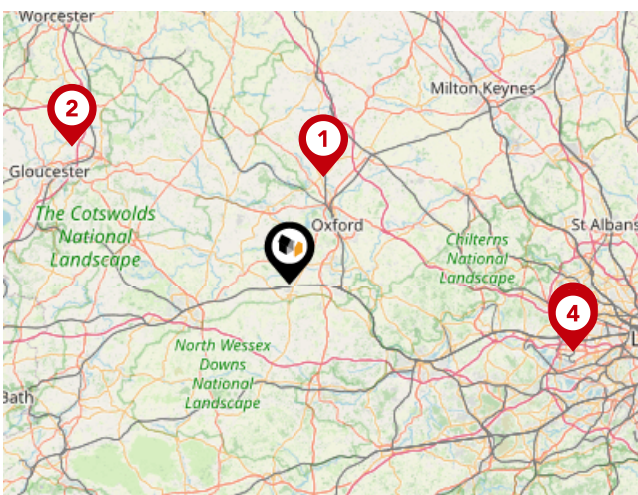 Worcester
2
Milton Keynes
1
Gloucester
The Cotswolds
National
Landscape
Oxford
St Albans
Chilterns
National
Landscape
4
L
North Wessex
Downs
National
Landscape
Bath